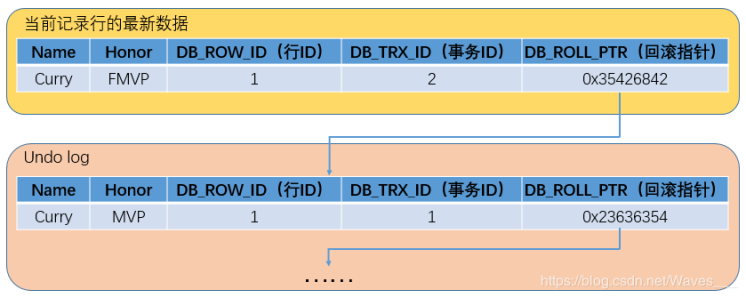 当前记录行的最新数据
Name Honor DB_ROW_ID（行ID） DB_TRX_ID（事务ID） DB_ROLL_PTR（回滚指针）
Curry FMVP 1 2 0x35426842
Undo log
Name Honor DB_ROW_ID（行ID） DB_TRX_ID（事务ID） DB_ROLL_PTR（回滚指针）
Curry MVP 1 1 0x23636354
......
https://blog.csdn.net/Waves___